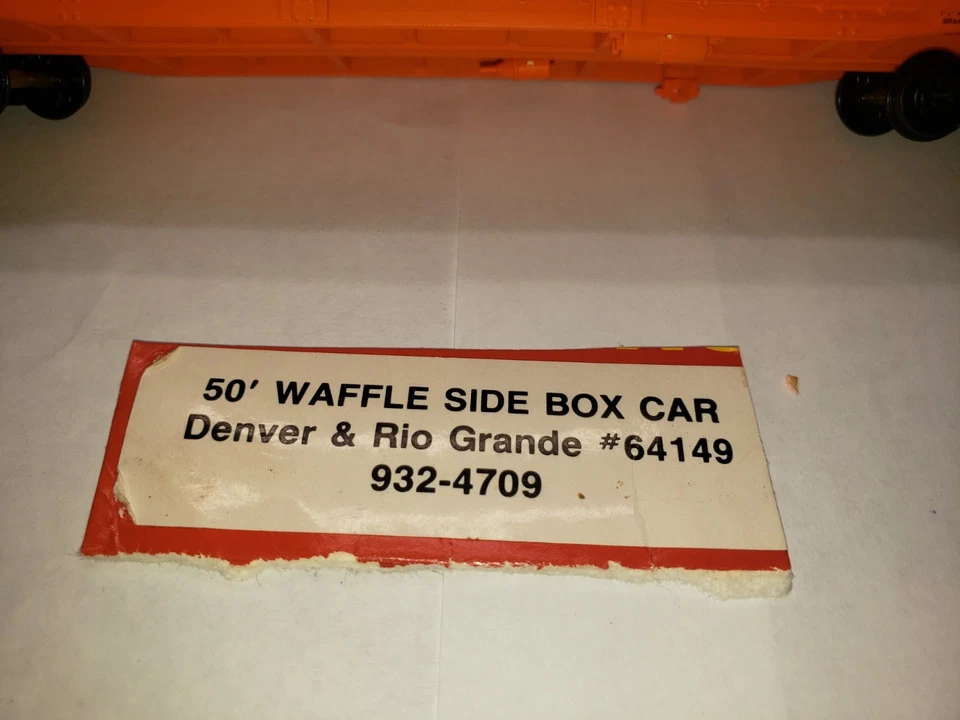 50' WAFFLE SIDE BOX CAR
Denver & Rio Grande #64149
932-4709